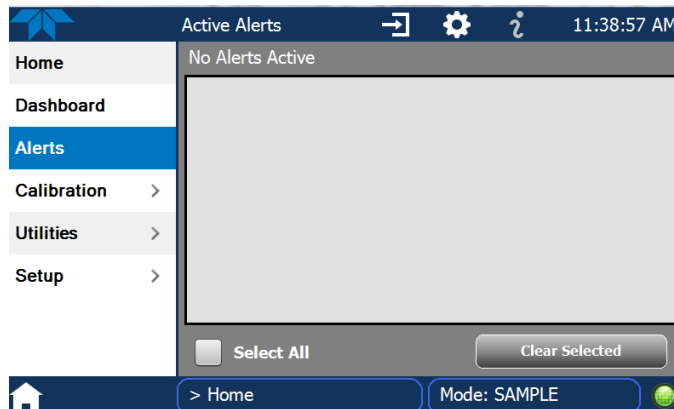 Active Alerts
11:38:57 AM
Home
No Alerts Active
Dashboard
Alerts
Calibration >
Utilities >
Setup >
Select All
Clear Selected
> Home
Mode: SAMPLE